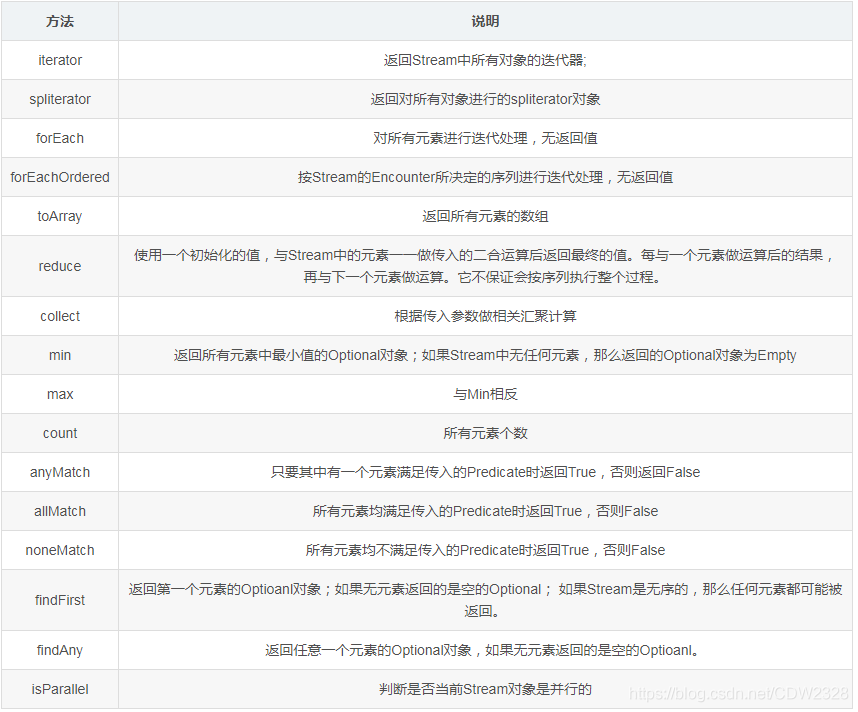 方法 说明
iterator 返回Stream中所有对象的迭代器;
spliterator 返回对所有对象进行的spliterator对象
forEach 对所有元素进行迭代处理，无返回值
forEachOrdered 按Stream的Encounter所决定的序列进行迭代处理，无返回值
toArray 返回所有元素的数组
reduce 使用一个初始化的值，与Stream中的元素一一做传入的二合运算后返回最终的值。每与一个元素做运算后的结果，
再与下一个元素做运算。它不保证会按序列执行整个过程。
collect 根据传入参数做相关汇聚计算
min 返回所有元素中最小值的Optional对象；如果Stream中无任何元素，那么返回的Optional对象为Empty
max 与Min相反
count 所有元素个数
anyMatch 只要其中有一个元素满足传入的Predicate时返回True，否则返回False
allMatch 所有元素均满足传入的Predicate时返回True，否则False
noneMatch 所有元素均不满足传入的Predicate时返回True，否则False
findFirst 返回第一个元素的Optioanl对象；如果无元素返回的是空的Optional； 如果Stream是无序的，那么任何元素都可能被
返回。
findAny 返回任意一个元素的Optional对象，如果无元素返回的是空的Optioanl。
isParallel 判断是否当前Stream对象是并行的
https://blog.csdn.net/CDW2328